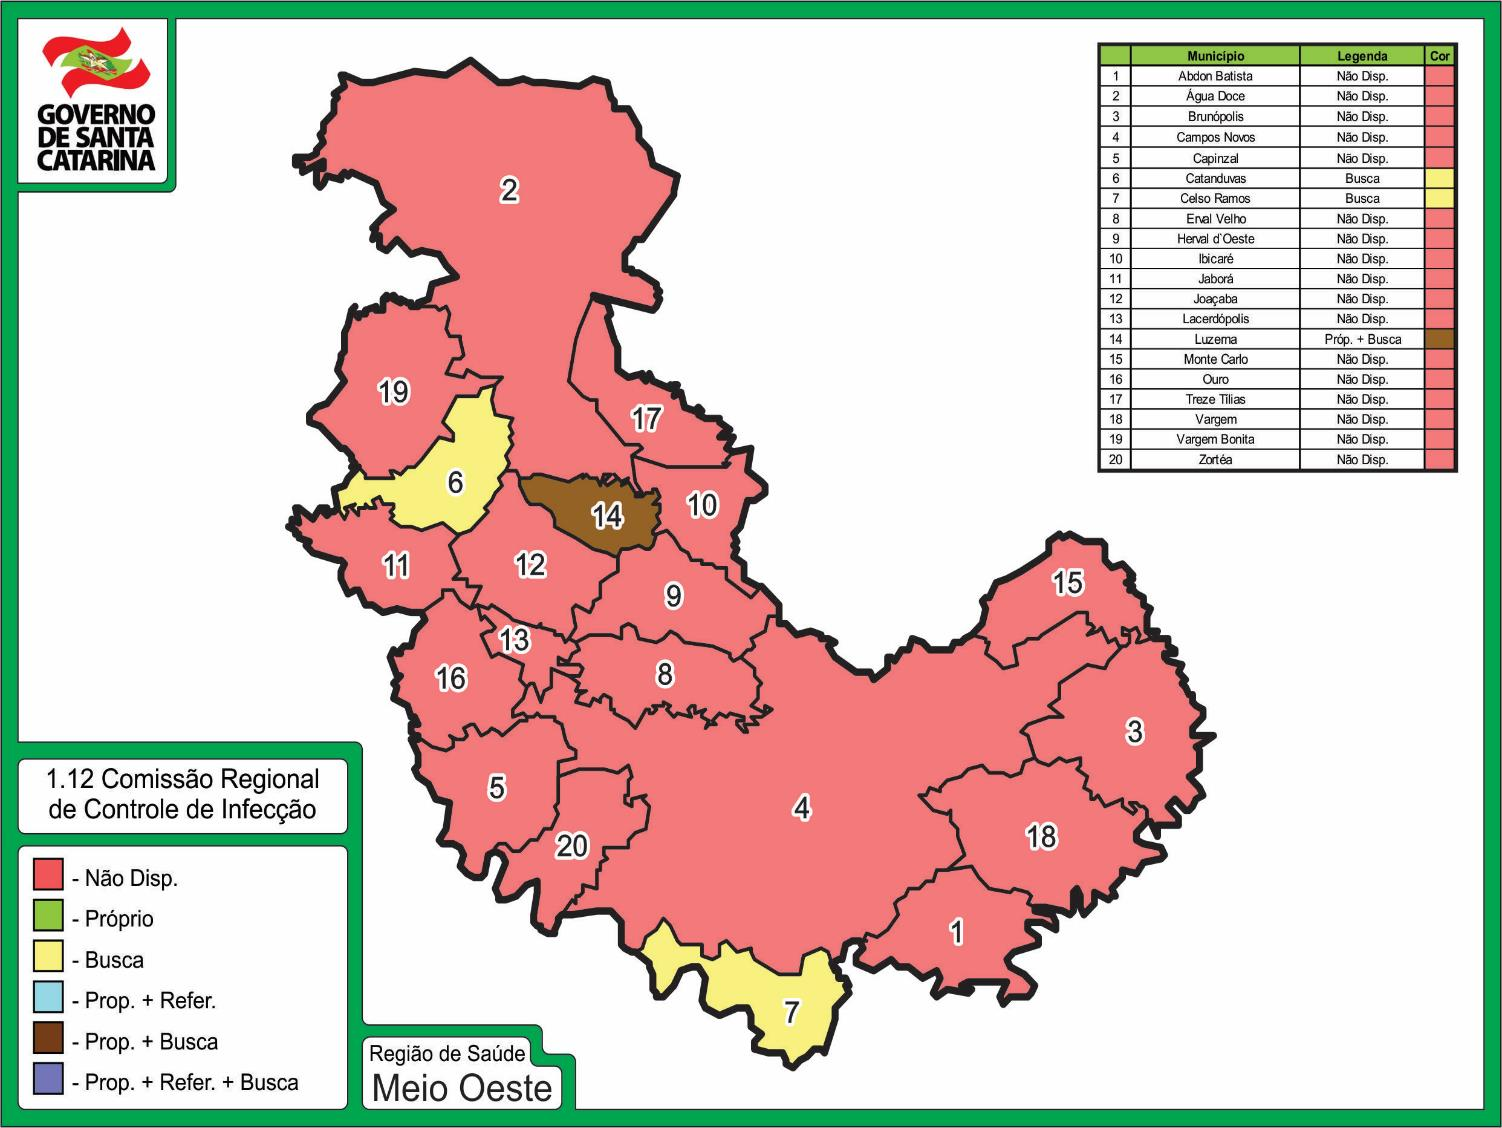 GOVERNO
DE SANTA
CATARINA
Município Legenda Cor
1 Abdon Batista Não Disp.
2 Água Doce Não Disp.
3 Brunópolis Não Disp.
4 Campos Novos Não Disp.
5 Capinzal Não Disp.
6 Catanduvas Busca
7 Celso Ramos Busca
8 Erval Velho Não Disp.
9 Herval d`Oeste Não Disp.
10 Ibicaré Não Disp.
11 Jaborá Não Disp.
12 Joaçaba Não Disp.
13 Lacerdópolis Não Disp.
14 Luzerna Próp. + Busca
15 Monte Carlo Não Disp.
16 Ouro Não Disp.
17 Treze Tílias Não Disp.
18 Vargem Não Disp.
19 Vargem Bonita Não Disp.
20 Zortéa Não Disp.
2
19
17
6
10
14
11
12
15
9
13
8
16
3
5
4
18
20
1
7
1.12 Comissão Regional
de Controle de Infecção
- Não Disp.
- Próprio
- Busca
- Prop. + Refer.
- Prop. + Busca
- Prop. + Refer. + Busca
Região de Saúde
Meio Oeste